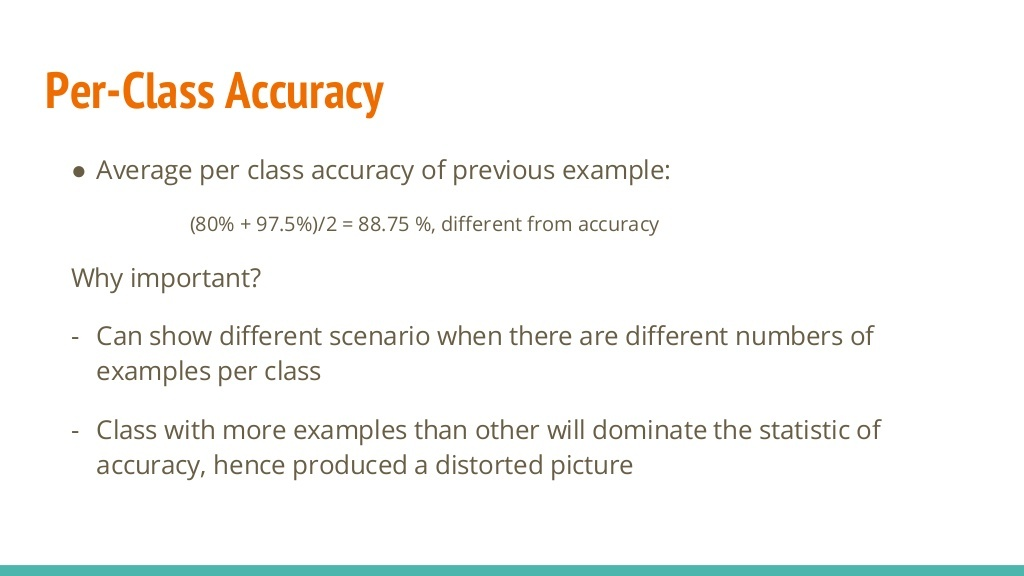 Per-Class Accuracy
● Average per class accuracy of previous example:
(80% + 97.5%)/2 = 88.75 %, different from accuracy
Why important?
- Can show different scenario when there are different numbers of
examples per class
- Class with more examples than other will dominate the statistic of
accuracy, hence produced a distorted picture